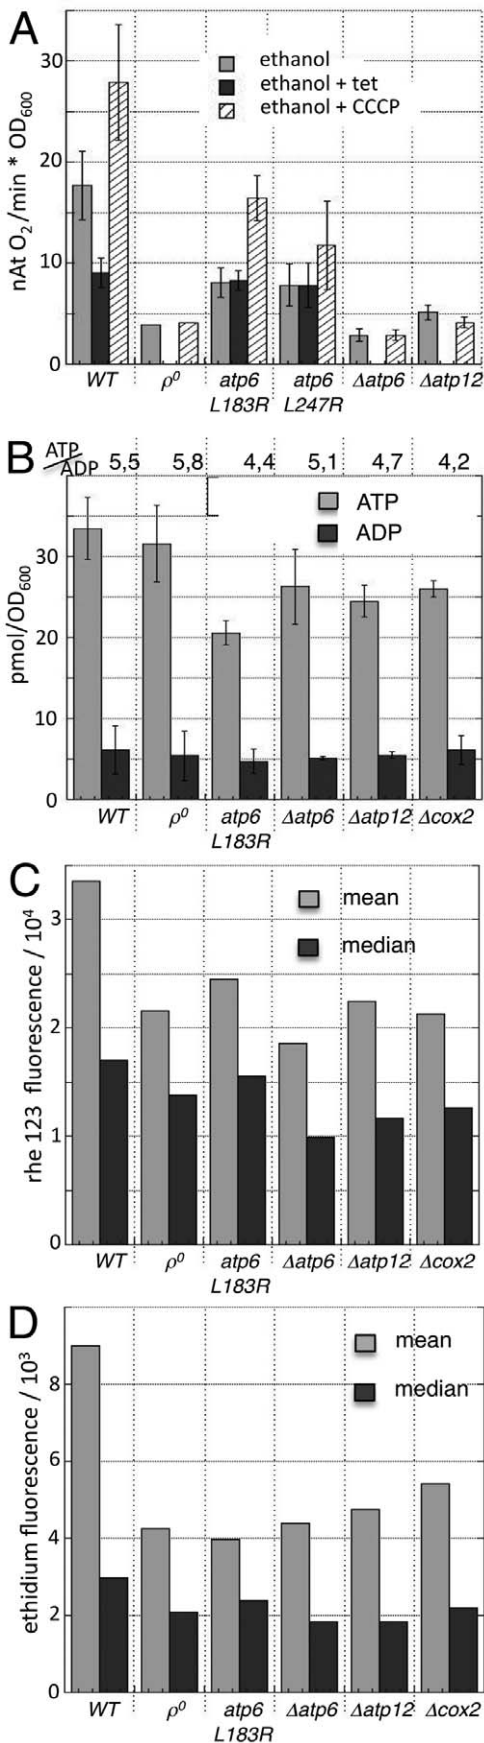 A
nAt O2 /min * OD600
30
20
10
0
ethanol
ethanol + tet
ethanol + CCCP
WT ρ0 atp6 atp6 Δatp6 Δatp12
L183R L247R
B
ATP/ADP 5,5 5,8 4,4 5,1 4,7 4,2
pmol/OD600
30
20
10
0
ATP
ADP
WT ρ0 atp6 Δatp6 Δatp12 Δcox2
L183R
C
rhe 123 fluorescence / 10^4
3
2
1
0
mean
median
WT ρ0 atp6 Δatp6 Δatp12 Δcox2
L183R
D
ethidium fluorescence / 10^3
8
6
4
2
0
mean
median
WT ρ0 atp6 Δatp6 Δatp12 Δcox2
L183R